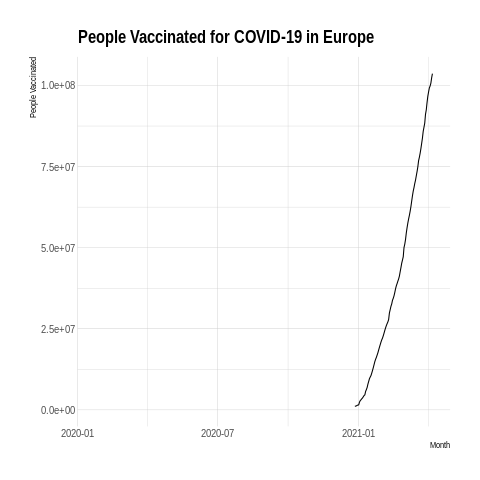 People Vaccinated for COVID-19 in Europe
People Vaccinated
1.0e+08
7.5e+07
5.0e+07
2.5e+07
0.0e+00
2020-01
2020-07
2021-01
Month